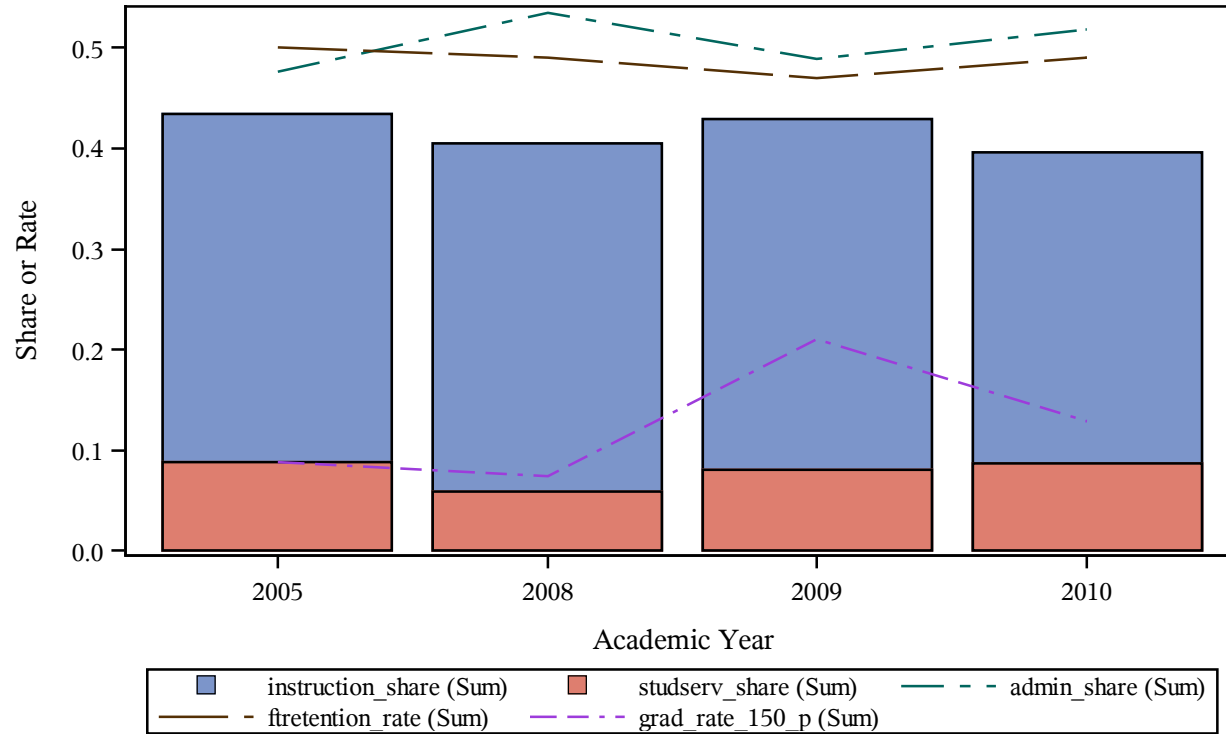 0.5
0.4
0.3
0.2
0.1
0.0
Share or Rate
2005 2008 2009 2010
Academic Year
instruction_share (Sum) studserv_share (Sum) admin_share (Sum)
ftretention_rate (Sum) grad_rate_150_p (Sum)